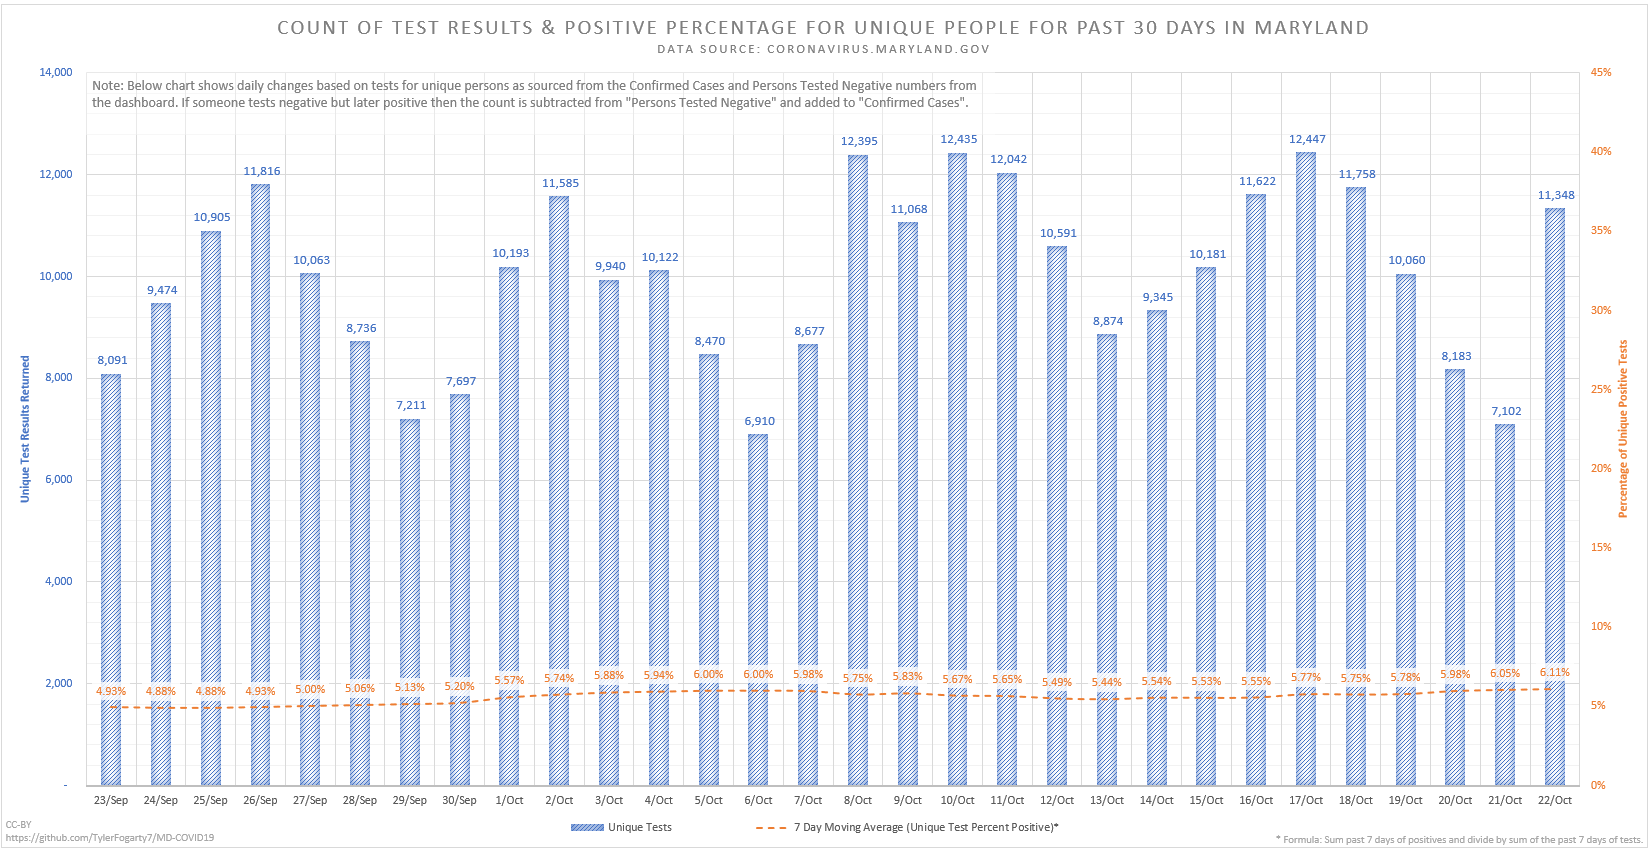 COUNT OF TEST RESULTS & POSITIVE PERCENTAGE FOR UNIQUE PEOPLE FOR PAST 30 DAYS IN MARYLAND
DATA SOURCE: CORONAVIRUS.MARYLAND.GOV
Note: Below chart shows daily changes based on tests for unique persons as sourced from the Confirmed Cases and Persons Tested Negative numbers from
the dashboard. If someone tests negative but later positive then the count is subtracted from "Persons Tested Negative" and added to "Confirmed Cases".
Unique Test Results Returned
14,000
12,000
10,000
8,000
6,000
4,000
2,000
-
8,091 9,474 10,905 11,816 10,063 8,736 7,211 7,697 10,193 11,585 9,940 10,122 8,470 6,910 8,677 12,395 11,068 12,435 12,042 10,591 8,874 9,345 10,181 11,622 12,447 11,758 10,060 8,183 7,102 11,348
4.93% 4.88% 4.88% 4.93% 5.00% 5.06% 5.13% 5.20% 5.57% 5.74% 5.88% 5.94% 6.00% 6.00% 5.98% 5.75% 5.83% 5.67% 5.65% 5.49% 5.44% 5.54% 5.53% 5.55% 5.77% 5.75% 5.78% 5.98% 6.05% 6.11%
45%
40%
35%
30%
25%
20%
15%
10%
5%
0%
Percentage of Unique Positive Tests
23/Sep 24/Sep 25/Sep 26/Sep 27/Sep 28/Sep 29/Sep 30/Sep 1/Oct 2/Oct 3/Oct 4/Oct 5/Oct 6/Oct 7/Oct 8/Oct 9/Oct 10/Oct 11/Oct 12/Oct 13/Oct 14/Oct 15/Oct 16/Oct 17/Oct 18/Oct 19/Oct 20/Oct 21/Oct 22/Oct
Unique Tests 7 Day Moving Average (Unique Test Percent Positive)*
CC-BY
https://github.com/TylerFogarty7/MD-COVID19
* Formula: Sum past 7 days of positives and divide by sum of the past 7 days of tests.